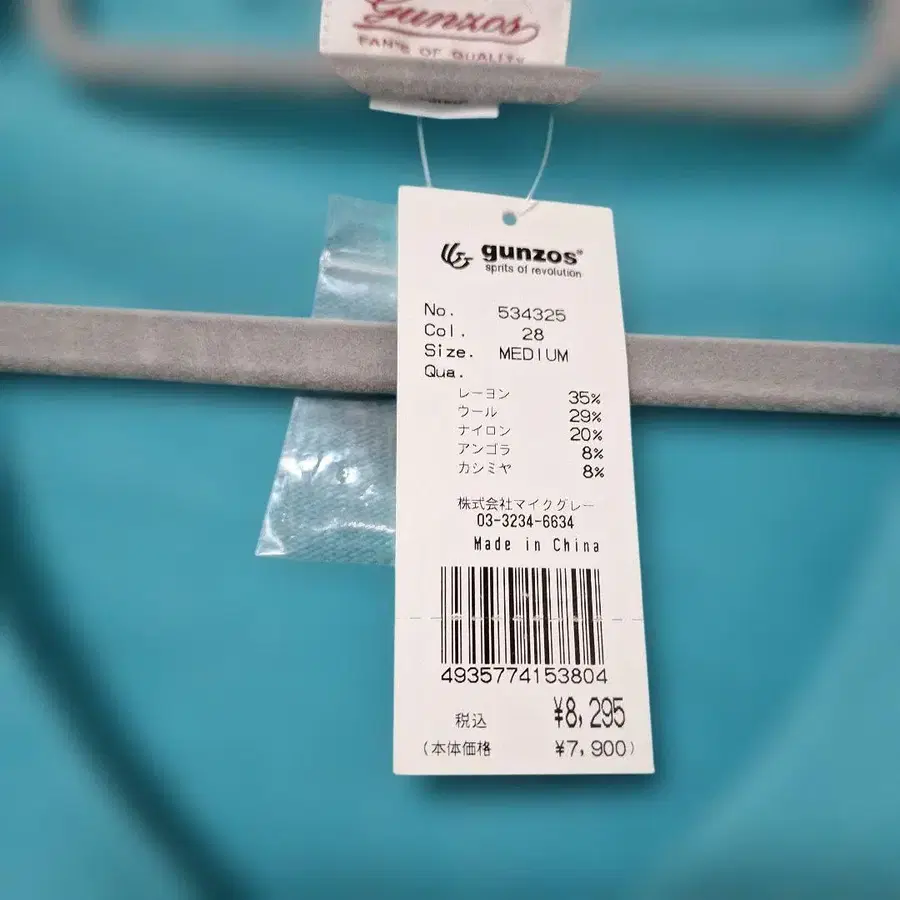 Gunzos
FAN'S OF QUALITY
gunzos®
sprits of revolution
No. 534325
Col. 28
Size. MEDIUM
Qua.
レーヨン 35%
ウール 29%
ナイロン 20%
アンゴラ 8%
カシミヤ 8%
株式会社マイクグレー
03-3234-6634
Made in China
4935774153804
税込 ¥8,295
(本体価格 ¥7,900)